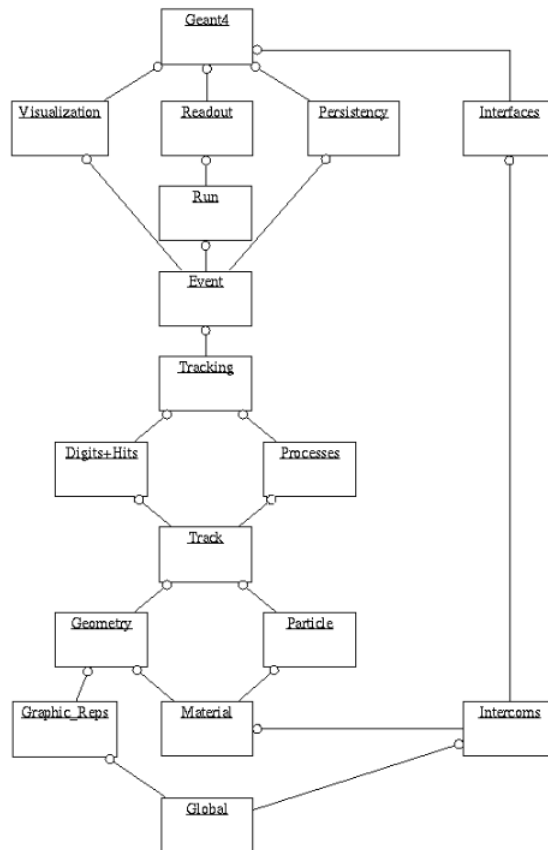 Geant4
Visualization
Readout
Persistency
Interfaces
Run
Event
Tracking
Digits+Hits
Processes
Track
Geometry
Particle
Graphic_Reps
Material
Intercoms
Global